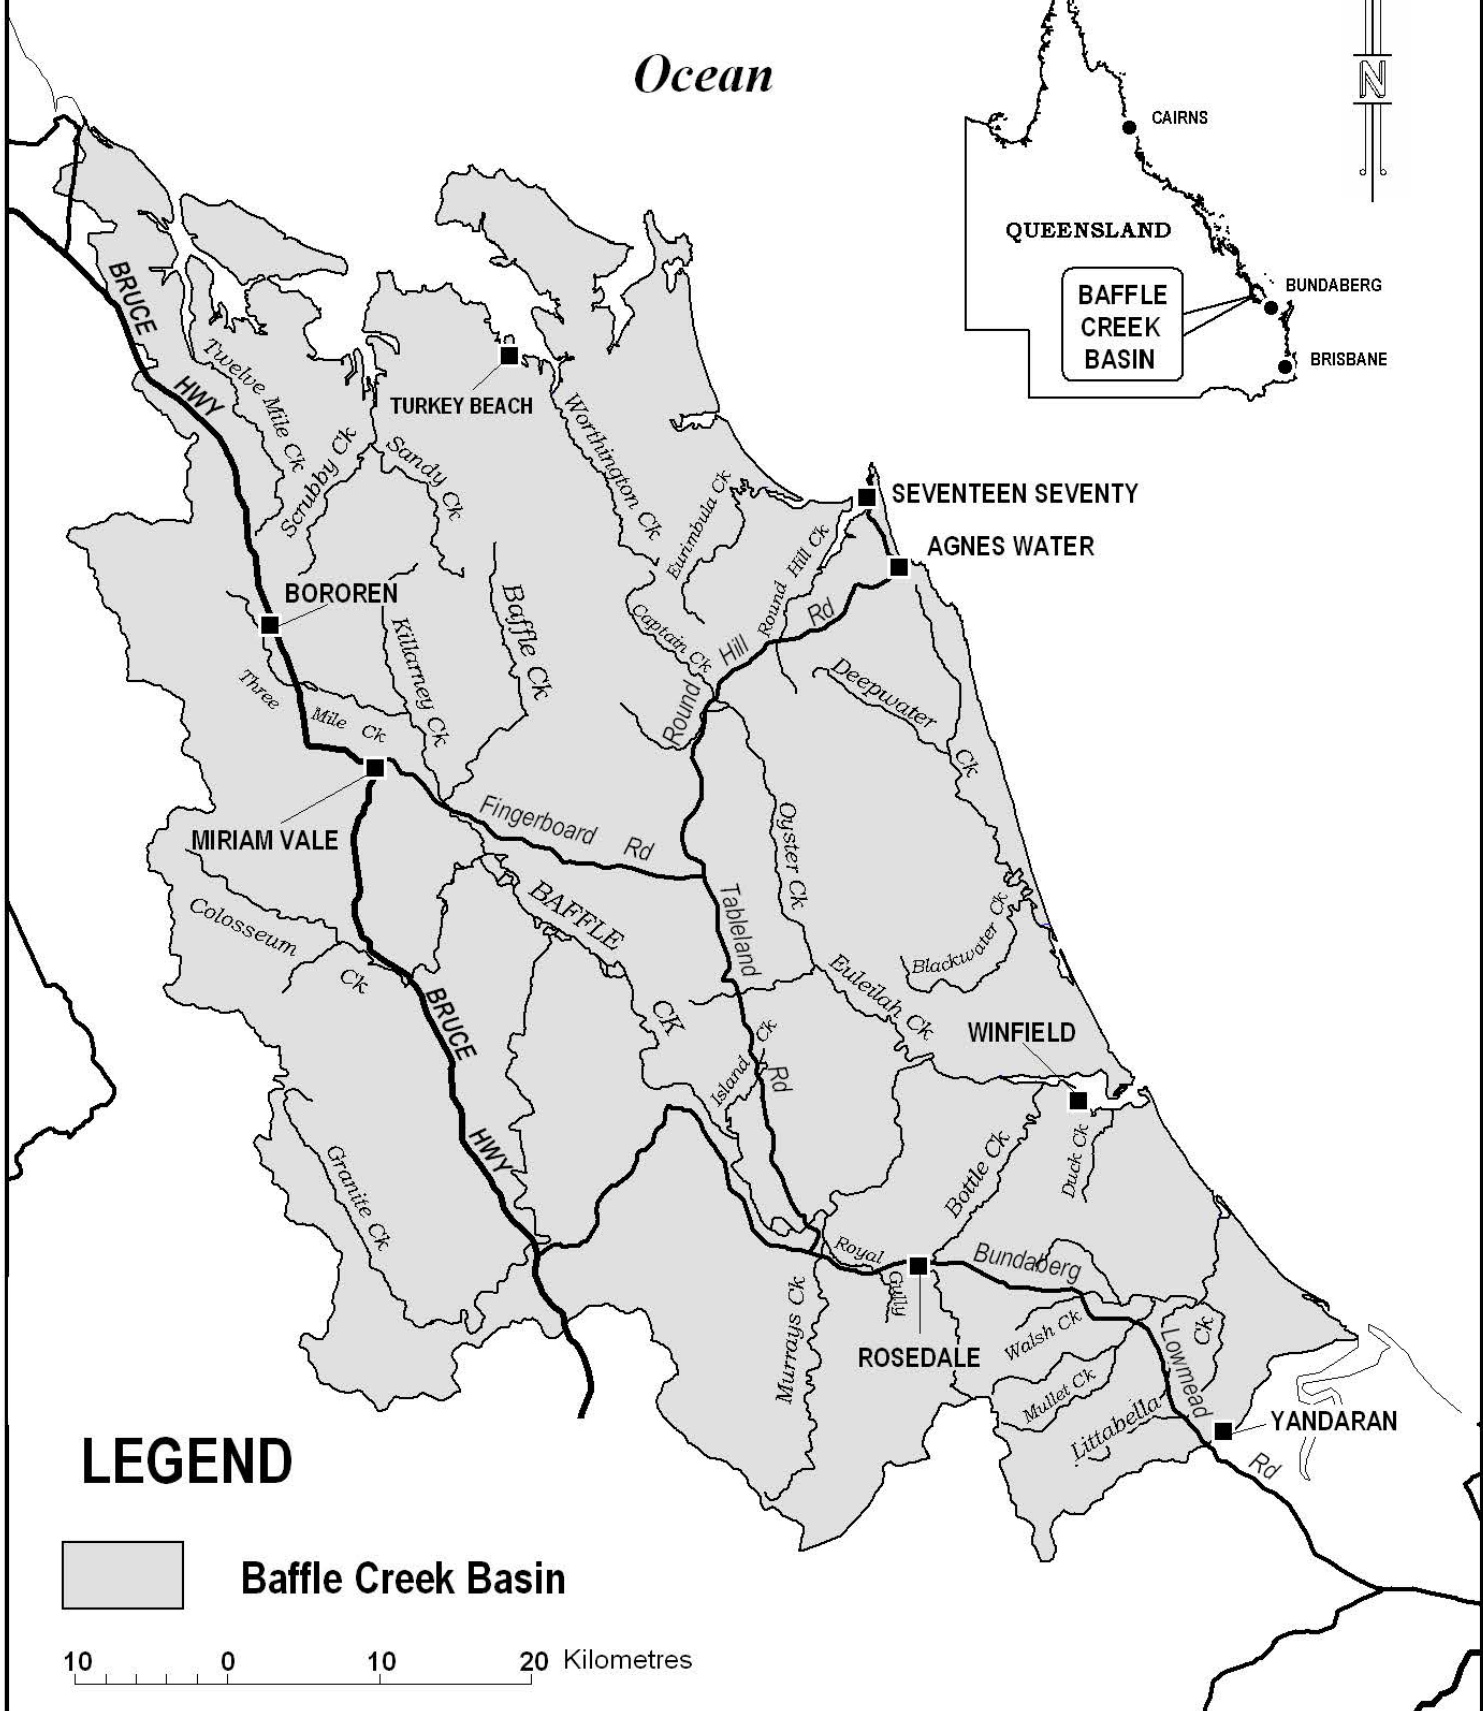 Ocean
N
CAIRNS
QUEENSLAND
BAFFLE
CREEK
BASIN
BUNDABERG
BRISBANE
BRUCE
HWY
Twelve Mile Ck
Scrubby Ck
Sandy Ck
TURKEY BEACH
Worthington Ck
Eurimbula Ck
SEVENTEEN SEVENTY
AGNES WATER
Round Hill Ck
Round Hill Rd
Captain Ck
BOROREN
Killarney Ck
Baffle Ck
Three Mile Ck
Deepwater Ck
MIRIAM VALE
Fingerboard Rd
Oyster Ck
Colosseum Ck
BAFFLE CK
Tableland Rd
Blackwater Ck
Euleilah Ck
WINFIELD
BRUCE
HWY
Island Ck
Granite Ck
Bottle Ck
Duck Ck
Royal Gully
Bundaberg
Lowmead
Rd
Murrays Ck
ROSEDALE
Walsh Ck
Mullet Ck
Littabella Ck
YANDARAN
LEGEND
Baffle Creek Basin
10 0 10 20 Kilometres